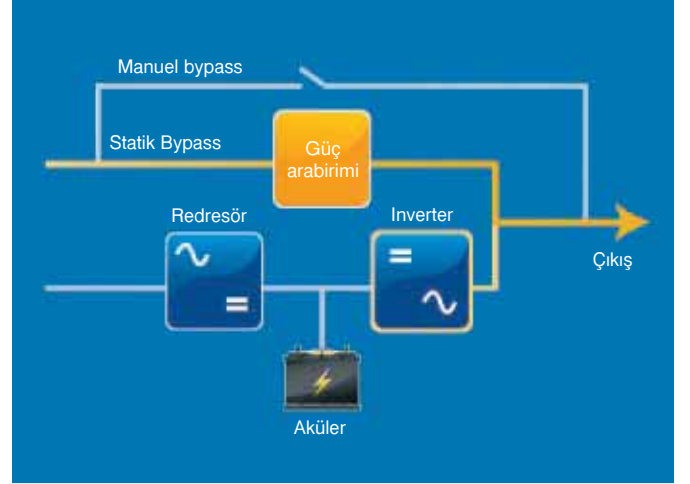 Manuel bypass
Statik Bypass
Güç
arabirimi
Redresör
Inverter
Çıkış
Aküler